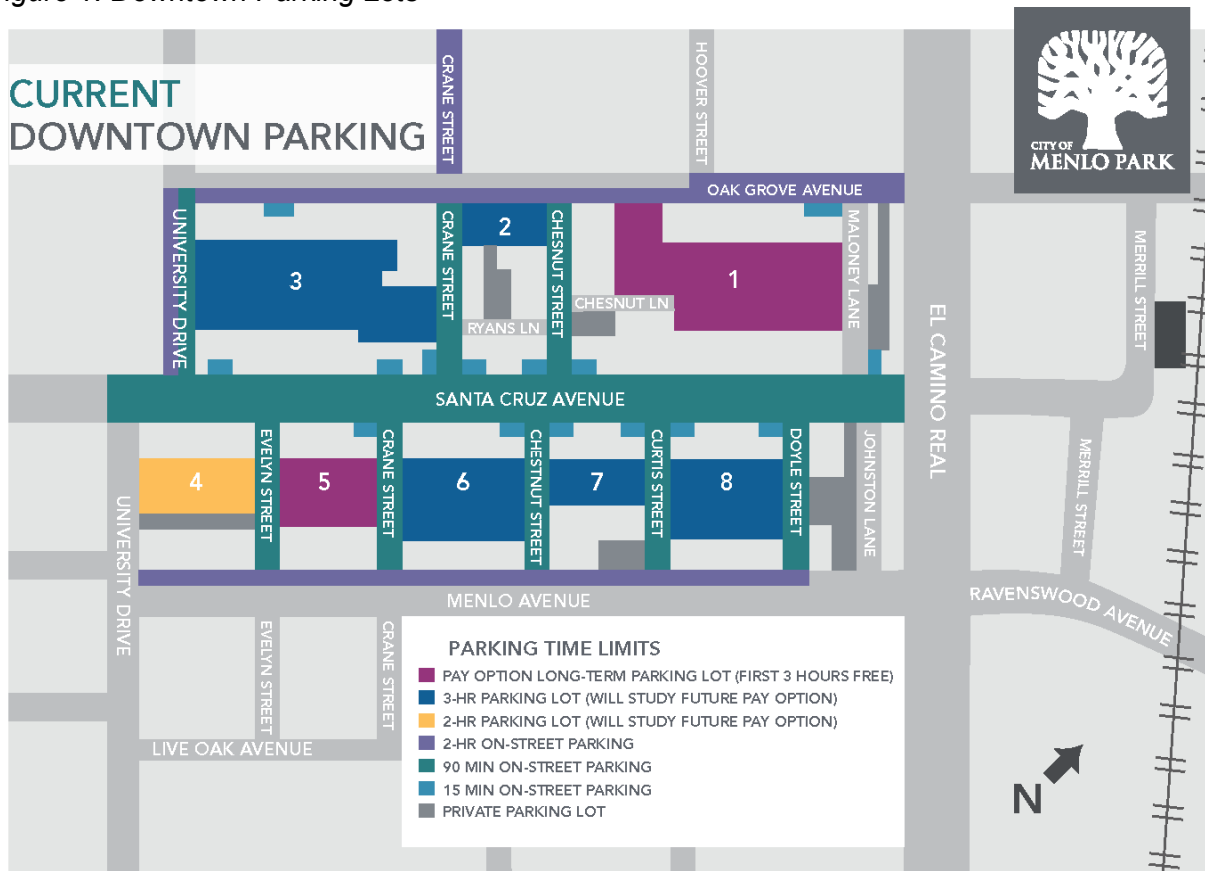 Figure 1: Downtown Parking Lots
CURRENT
DOWNTOWN PARKING
CRANE STREET
HOOVER STREET
CITY OF
MENLO PARK
OAK GROVE AVENUE
UNIVERSITY DRIVE
3
CRANE STREET
2
CHESNUT STREET
1
MALONEY LANE
MERRILL STREET
CHESNUT LN
RYANS LN
EL CAMINO REAL
SANTA CRUZ AVENUE
4
EVELYN STREET
5
CRANE STREET
6
CHESTNUT STREET
7
CURTIS STREET
8
DOYLE STREET
JOHNSTON LANE
MERRILL STREET
UNIVERSITY DRIVE
MENLO AVENUE
RAVENSWOOD AVENUE
EVELYN STREET
CRANE STREET
LIVE OAK AVENUE
PARKING TIME LIMITS
PAY OPTION LONG-TERM PARKING LOT (FIRST 3 HOURS FREE)
3-HR PARKING LOT (WILL STUDY FUTURE PAY OPTION)
2-HR PARKING LOT (WILL STUDY FUTURE PAY OPTION)
2-HR ON-STREET PARKING
90 MIN ON-STREET PARKING
15 MIN ON-STREET PARKING
PRIVATE PARKING LOT
N